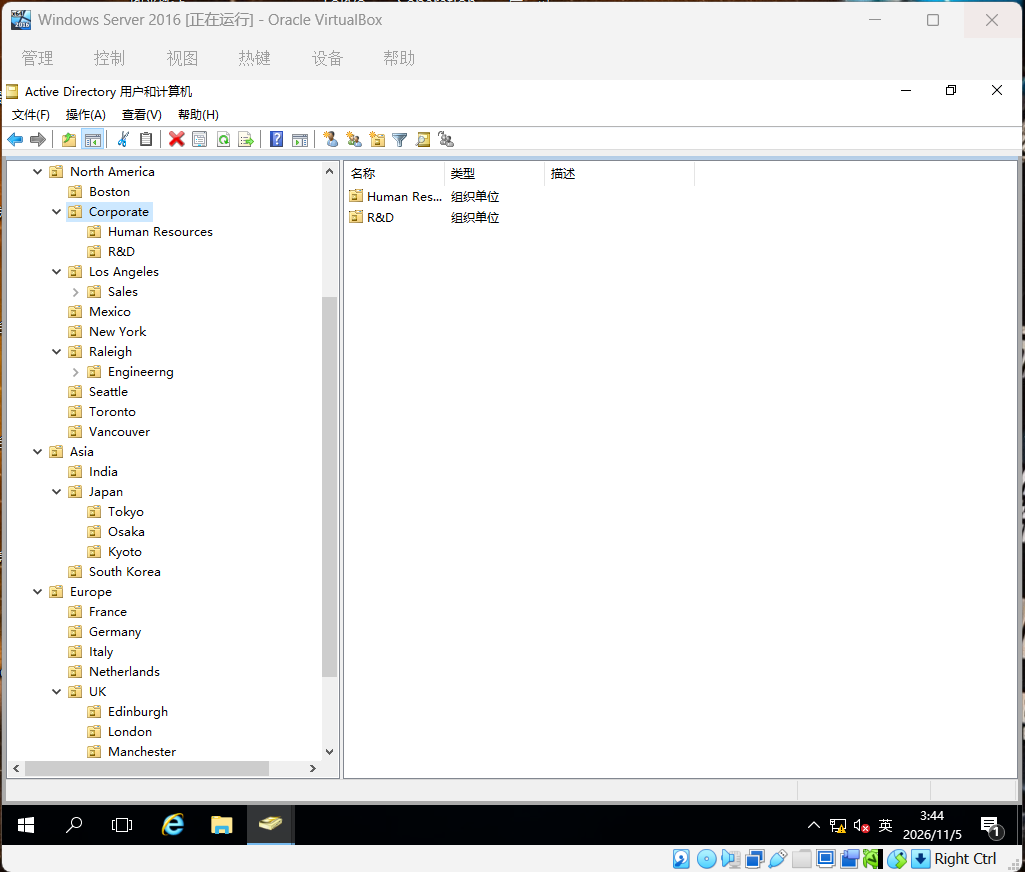 Windows Server 2016 [正在运行] - Oracle VirtualBox
管理 控制 视图 热键 设备 帮助
Active Directory 用户和计算机
文件(F) 操作(A) 查看(V) 帮助(H)
North America
Boston
Corporate
Human Resources
R&D
Los Angeles
Sales
Mexico
New York
Raleigh
Engineerng
Seattle
Toronto
Vancouver
Asia
India
Japan
Tokyo
Osaka
Kyoto
South Korea
Europe
France
Germany
Italy
Netherlands
UK
Edinburgh
London
Manchester
名称 类型 描述
Human Res... 组织单位
R&D 组织单位
英
3:44
2026/11/5
1
Right Ctrl